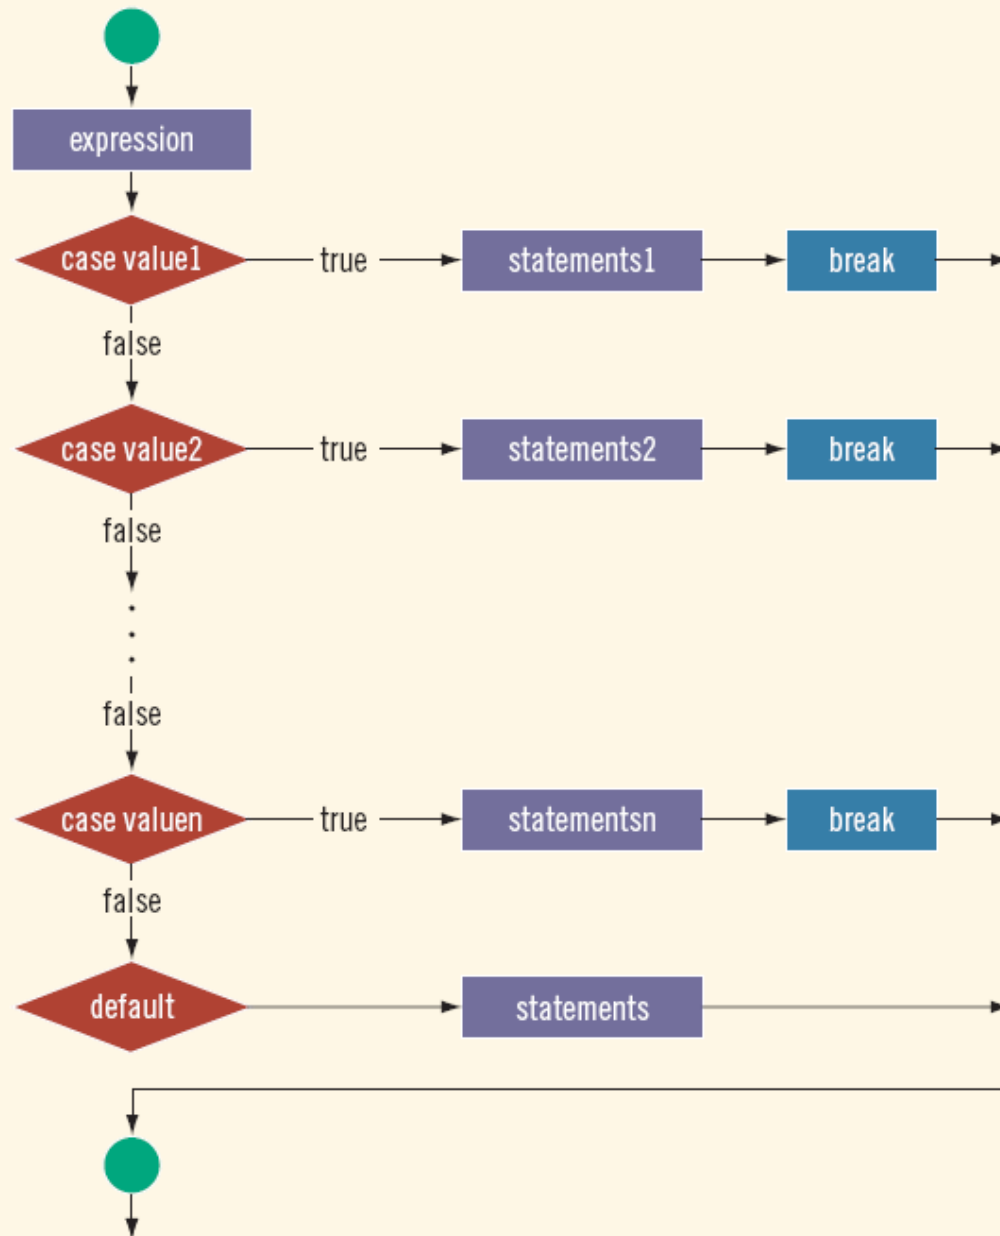 expression
case value1
true
statements1
break
false
case value2
true
statements2
break
false
false
case valuen
true
statementsn
break
false
default
statements